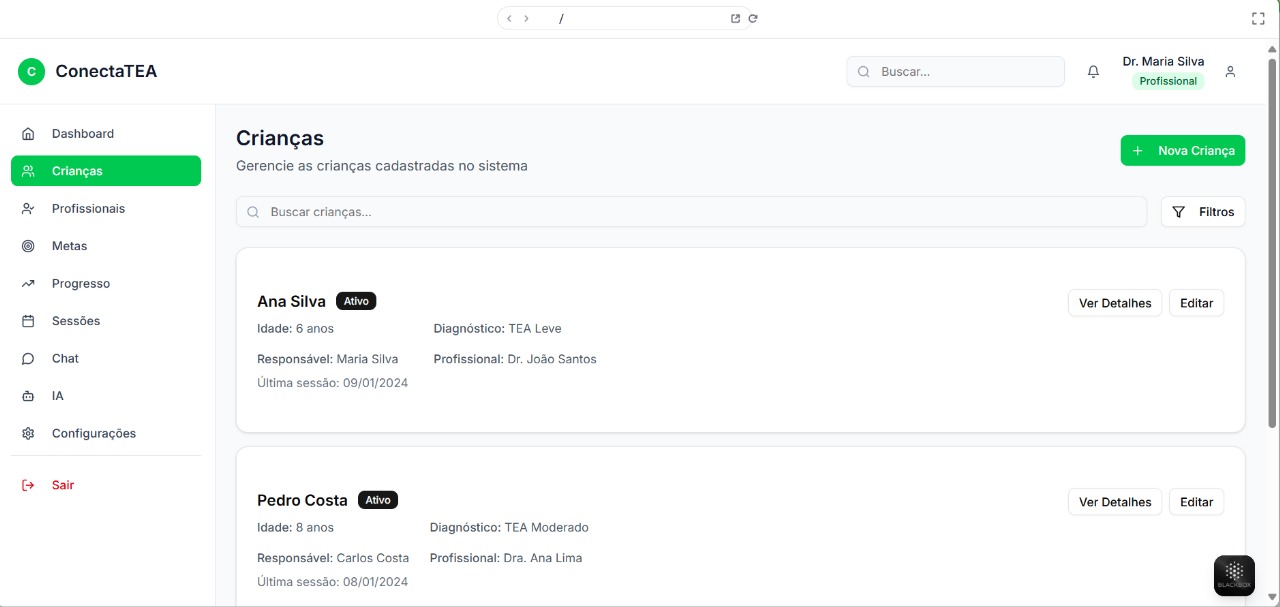 /
C ConectaTEA
Buscar...
Dr. Maria Silva
Profissional
Dashboard
Crianças
Profissionais
Metas
Progresso
Sessões
Chat
IA
Configurações
Sair
Crianças
Gerencie as crianças cadastradas no sistema
+ Nova Criança
Buscar crianças...
Filtros
Ana Silva Ativo
Ver Detalhes Editar
Idade: 6 anos Diagnóstico: TEA Leve
Responsável: Maria Silva Profissional: Dr. João Santos
Última sessão: 09/01/2024
Pedro Costa Ativo
Ver Detalhes Editar
Idade: 8 anos Diagnóstico: TEA Moderado
Responsável: Carlos Costa Profissional: Dra. Ana Lima
Última sessão: 08/01/2024
BLACKBOX